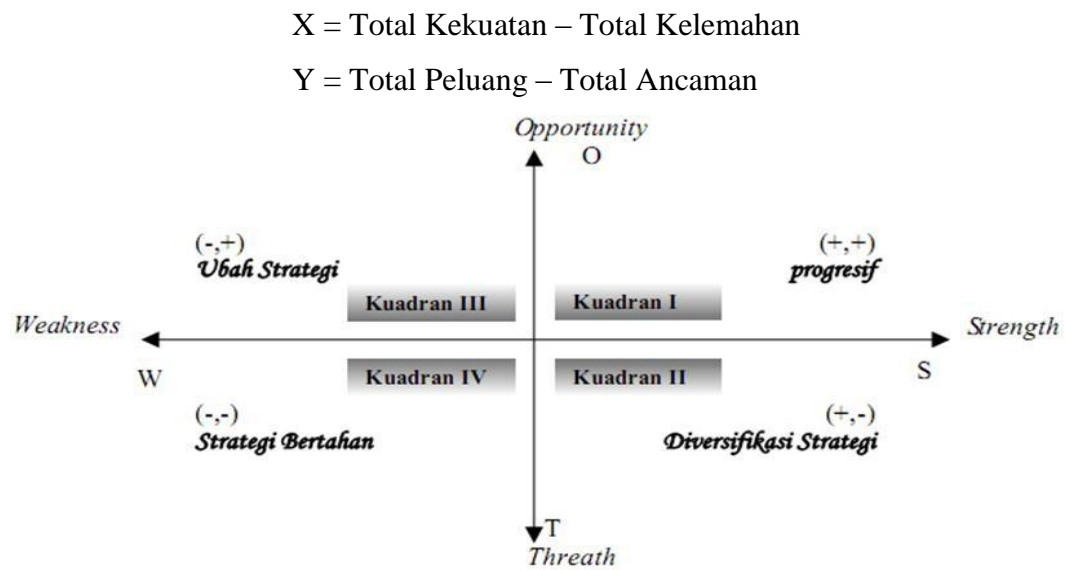 X = Total Kekuatan – Total Kelemahan
Y = Total Peluang – Total Ancaman
Opportunity
O
(-,+)
Ubah Strategi
(+,+)
progresif
Kuadran III
Kuadran I
Weakness
Strength
W
S
Kuadran IV
Kuadran II
(-,-)
Strategi Bertahan
(+,-)
Diversifikasi Strategi
T
Threath